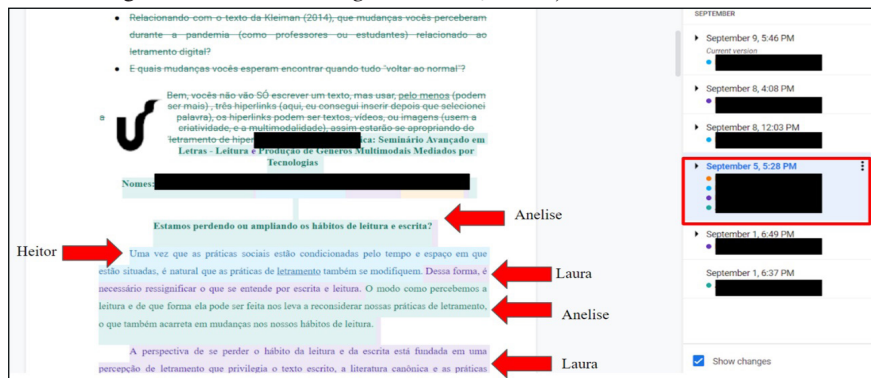 • Relacionando com o texto da Kleiman (2014), que mudanças vocês perceberam
durante a pandemia (como professores ou estudantes) relacionado ao
letramento digital?
• E quais mudanças vocês esperam encontrar quando tudo "voltar ao normal"?
Bem, vocês não vão SÓ escrever um texto, mas usar, pelo menos (podem
ser mais) , três hiperlinks (aqui, eu consegui inserir depois que selecionei
a palavra), os hiperlinks podem ser textos, vídeos, ou imagens (usem a
criatividade, e a multimodalidade), assim estarão se apropriando do
letramento de hiper ica: Seminário Avançado em
Letras - Leitura e Produção de Gêneros Multimodais Mediados por
Tecnologias
Nomes:
Anelise
Estamos perdendo ou ampliando os hábitos de leitura e escrita?
Heitor
Uma vez que as práticas sociais estão condicionadas pelo tempo e espaço em que
estão situadas, é natural que as práticas de letramento também se modifiquem. Dessa forma, é
Laura
necessário ressignificar o que se entende por escrita e leitura. O modo como percebemos a
leitura e de que forma ela pode ser feita nos leva a reconsiderar nossas práticas de letramento,
Anelise
o que também acarreta em mudanças nos nossos hábitos de leitura.
A perspectiva de se perder o hábito da leitura e da escrita está fundada em uma
Laura
percepção de letramento que privilegia o texto escrito, a literatura canônica e as práticas
SEPTEMBER
September 9, 5:46 PM
Current version
September 8, 4:08 PM
September 8, 12:03 PM
September 5, 5:28 PM
September 1, 6:49 PM
September 1, 6:37 PM
Show changes